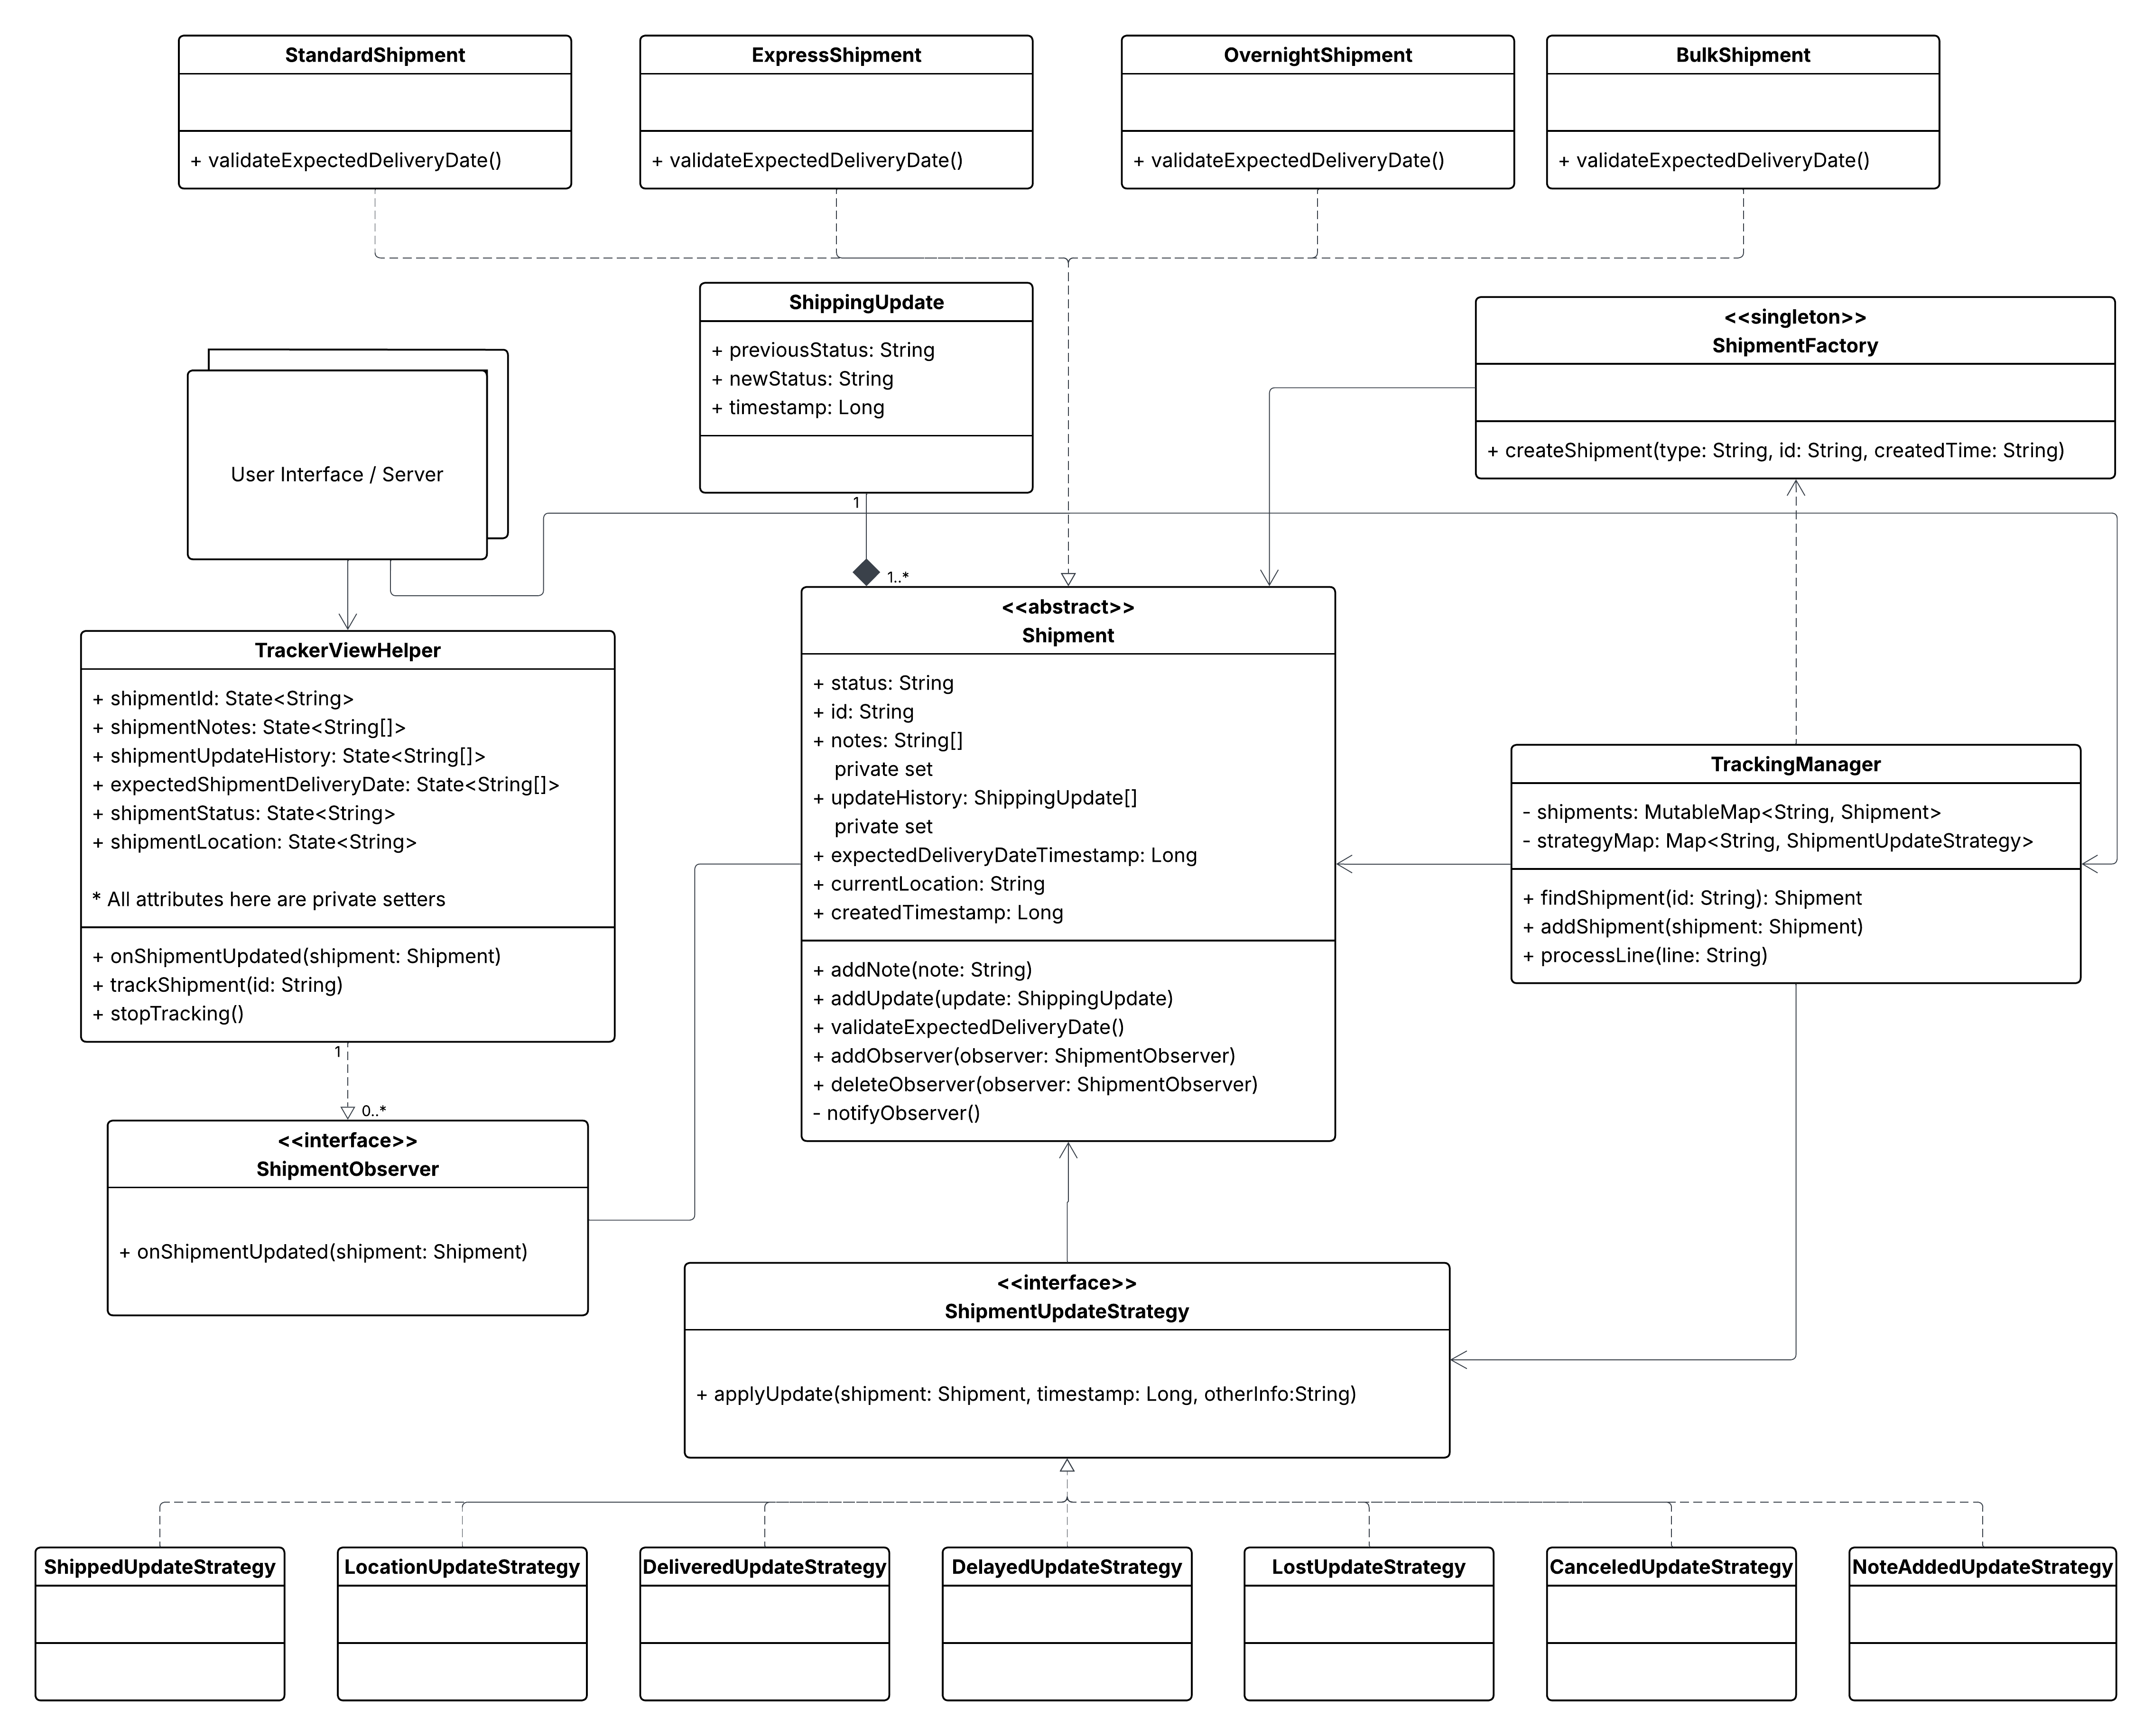 StandardShipment
+ validateExpectedDeliveryDate()
ExpressShipment
+ validateExpectedDeliveryDate()
OvernightShipment
+ validateExpectedDeliveryDate()
BulkShipment
+ validateExpectedDeliveryDate()
ShippingUpdate
+ previousStatus: String
+ newStatus: String
+ timestamp: Long
1
1..*
<<singleton>>
ShipmentFactory
+ createShipment(type: String, id: String, createdTime: String)
User Interface / Server
TrackerViewHelper
+ shipmentId: State<String>
+ shipmentNotes: State<String[]>
+ shipmentUpdateHistory: State<String[]>
+ expectedShipmentDeliveryDate: State<String[]>
+ shipmentStatus: State<String>
+ shipmentLocation: State<String>
* All attributes here are private setters
+ onShipmentUpdated(shipment: Shipment)
+ trackShipment(id: String)
+ stopTracking()
1
0..*
<<abstract>>
Shipment
+ status: String
+ id: String
+ notes: String[]
private set
+ updateHistory: ShippingUpdate[]
private set
+ expectedDeliveryDateTimestamp: Long
+ currentLocation: String
+ createdTimestamp: Long
+ addNote(note: String)
+ addUpdate(update: ShippingUpdate)
+ validateExpectedDeliveryDate()
+ addObserver(observer: ShipmentObserver)
+ deleteObserver(observer: ShipmentObserver)
- notifyObserver()
TrackingManager
- shipments: MutableMap<String, Shipment>
- strategyMap: Map<String, ShipmentUpdateStrategy>
+ findShipment(id: String): Shipment
+ addShipment(shipment: Shipment)
+ processLine(line: String)
<<interface>>
ShipmentObserver
+ onShipmentUpdated(shipment: Shipment)
<<interface>>
ShipmentUpdateStrategy
+ applyUpdate(shipment: Shipment, timestamp: Long, otherInfo:String)
ShippedUpdateStrategy
LocationUpdateStrategy
DeliveredUpdateStrategy
DelayedUpdateStrategy
LostUpdateStrategy
CanceledUpdateStrategy
NoteAddedUpdateStrategy